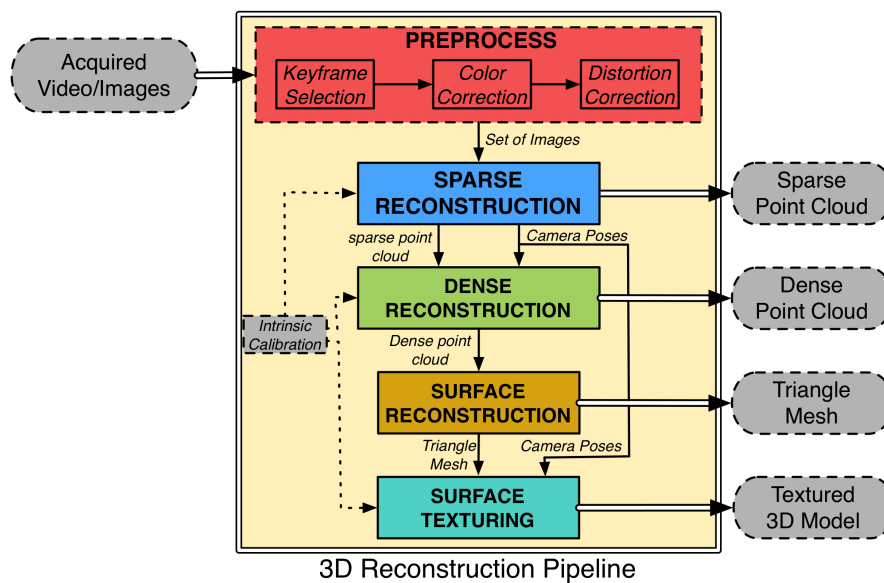 PREPROCESS
Acquired
Video/Images
Keyframe
Selection
Color
Correction
Distortion
Correction
Set of Images
SPARSE
RECONSTRUCTION
Sparse
Point Cloud
sparse point
cloud
Camera Poses
DENSE
RECONSTRUCTION
Dense
Point Cloud
Intrinsic
Calibration
Dense point
cloud
SURFACE
RECONSTRUCTION
Triangle
Mesh
Triangle
Mesh
Camera Poses
SURFACE
TEXTURING
Textured
3D Model
3D Reconstruction Pipeline